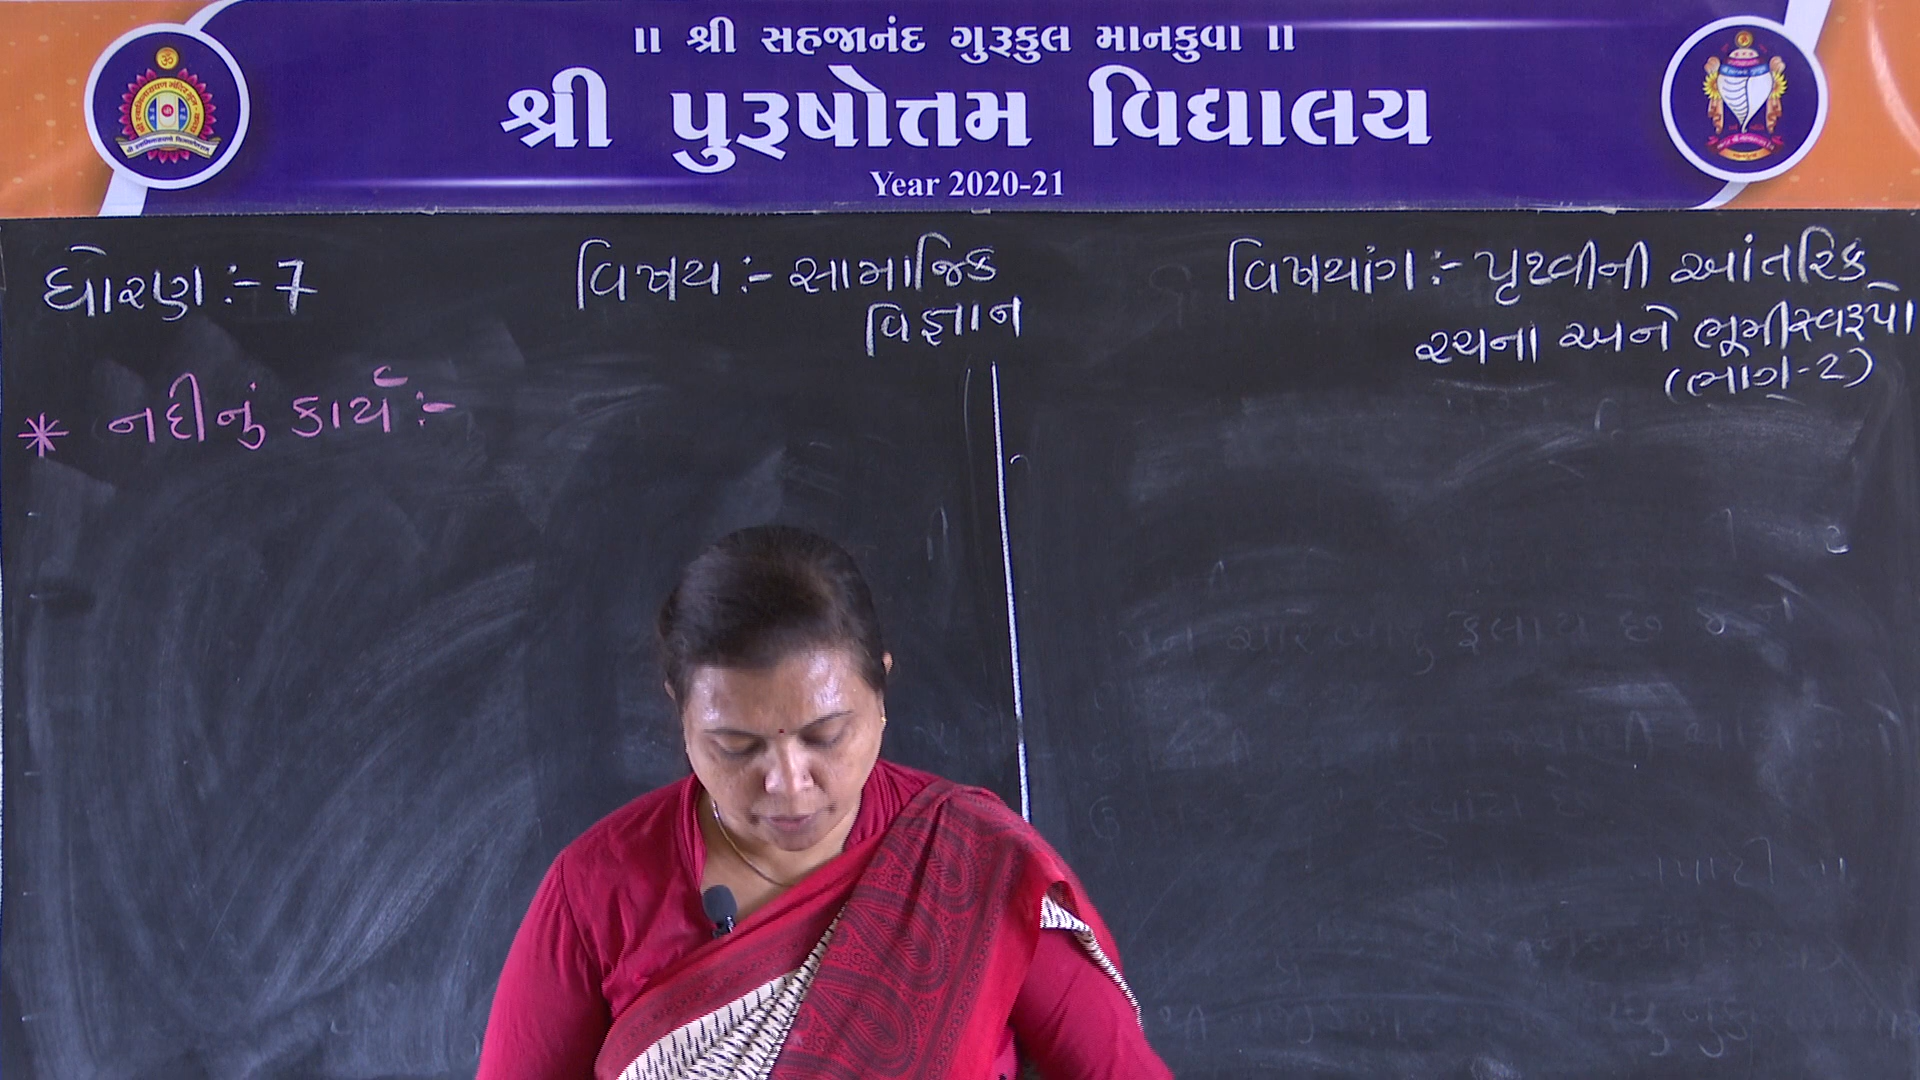 ॥ શ્રી સહજાનંદ ગુરૂકુલ માનકુવા ॥
શ્રી પુરૂષોત્તમ વિદ્યાલય
Year 2020-21
ધોરણ :- 7
વિષય :- સામાજિક
વિજ્ઞાન
વિષયાંગ :- પૃથ્વીની આંતરિક
રચના અને ભૂમીસ્વરૂપો
(ભાગ-2)
* નદીનું કાર્ય :-